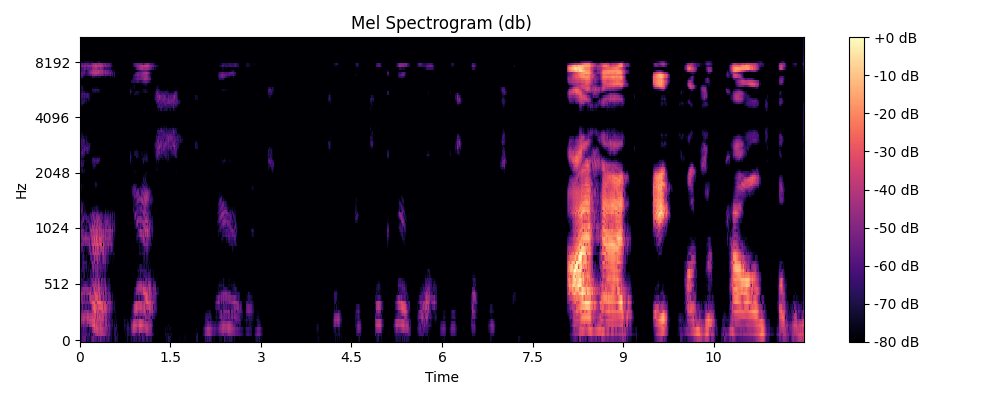 Mel Spectrogram (db)
8192
4096
2048
1024
512
0
Hz
0 1.5 3 4.5 6 7.5 9 10
Time
+0 dB
-10 dB
-20 dB
-30 dB
-40 dB
-50 dB
-60 dB
-70 dB
-80 dB